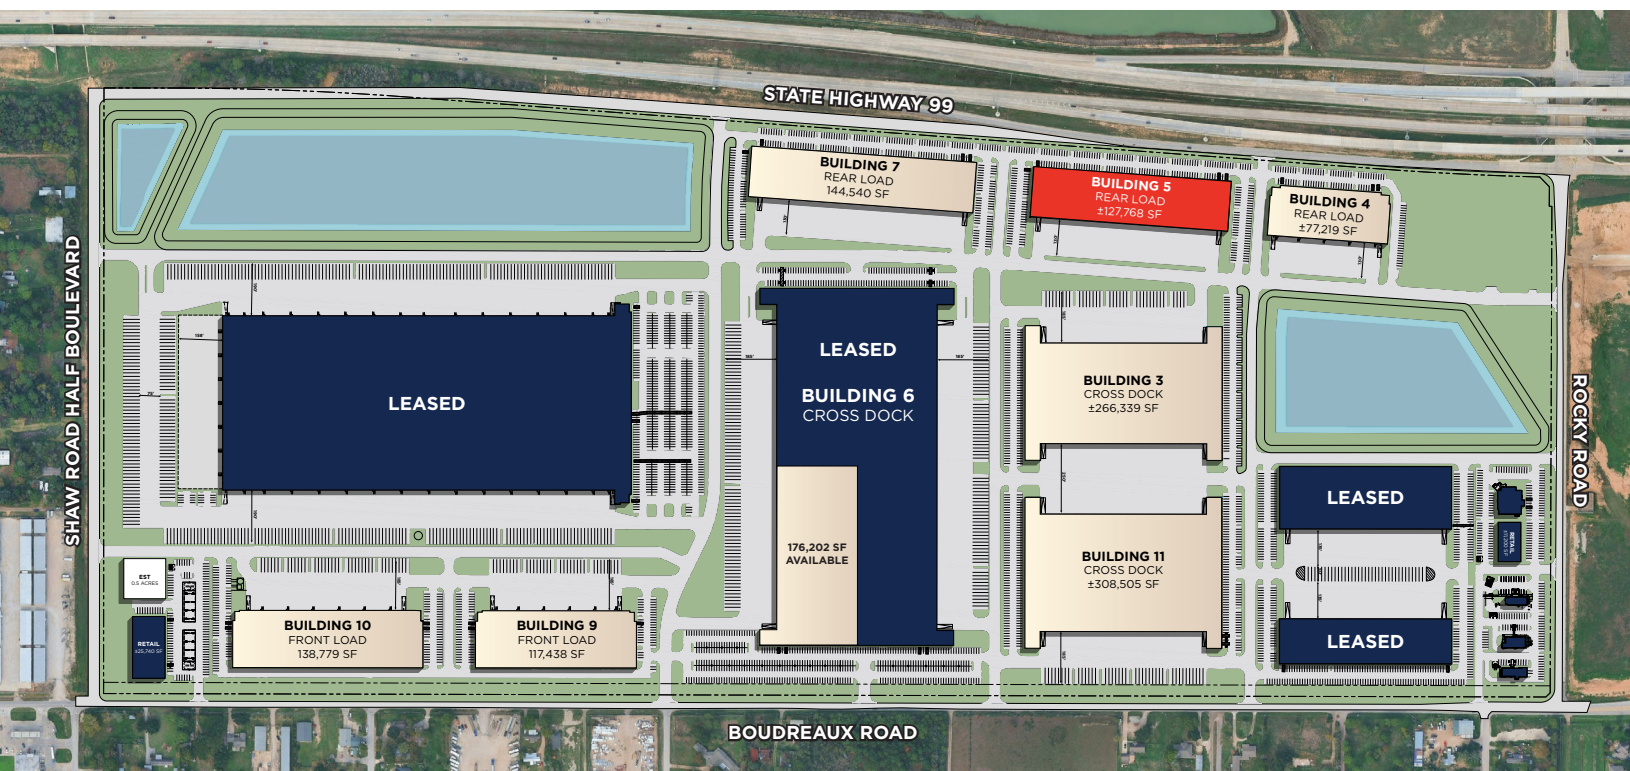 STATE HIGHWAY 99
BUILDING 7
REAR LOAD
144,540 SF
BUILDING 5
REAR LOAD
±127,768 SF
BUILDING 4
REAR LOAD
±77,219 SF
SHAW ROAD HALF BOULEVARD
LEASED
LEASED
BUILDING 6
CROSS DOCK
176,202 SF
AVAILABLE
BUILDING 3
CROSS DOCK
±266,339 SF
BUILDING 11
CROSS DOCK
±308,505 SF
ROCKY ROAD
LEASED
RETAIL
LEASED
EST
0.5 ACRES
RETAIL
±25,740 SF
BUILDING 10
FRONT LOAD
138,779 SF
BUILDING 9
FRONT LOAD
117,438 SF
BOUDREAUX ROAD